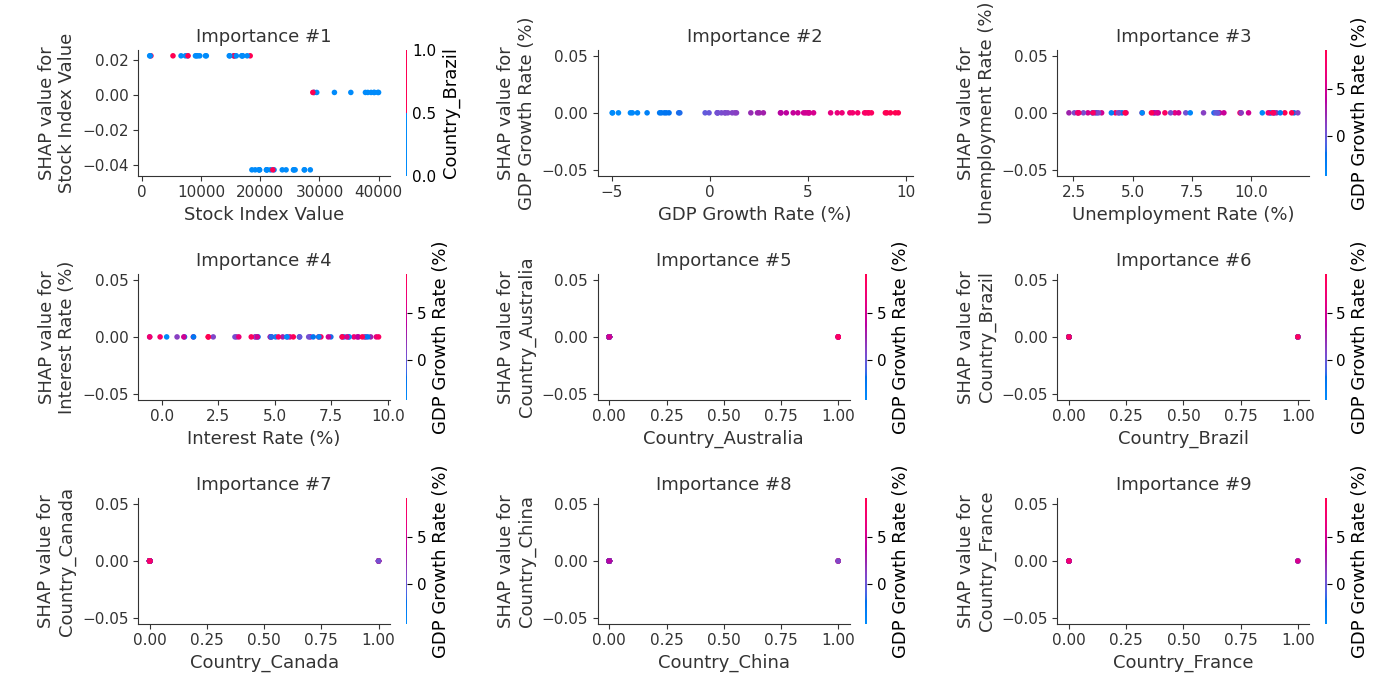 Importance #1
SHAP value for
Stock Index Value
0.02
0.00
−0.02
−0.04
0
10000
20000
30000
40000
Stock Index Value
1.0
0.5
0.0
Country_Brazil
Importance #2
SHAP value for
GDP Growth Rate (%)
0.05
0.00
−0.05
−5
0
5
10
GDP Growth Rate (%)
Importance #3
SHAP value for
Unemployment Rate (%)
0.05
0.00
−0.05
2.5
5.0
7.5
10.0
Unemployment Rate (%)
5
0
GDP Growth Rate (%)
Importance #4
SHAP value for
Interest Rate (%)
0.05
0.00
−0.05
0.0
2.5
5.0
7.5
10.0
Interest Rate (%)
5
0
GDP Growth Rate (%)
Importance #5
SHAP value for
Country_Australia
0.05
0.00
−0.05
0.00
0.25
0.50
0.75
1.00
Country_Australia
5
0
GDP Growth Rate (%)
Importance #6
SHAP value for
Country_Brazil
0.05
0.00
−0.05
0.00
0.25
0.50
0.75
1.00
Country_Brazil
5
0
GDP Growth Rate (%)
Importance #7
SHAP value for
Country_Canada
0.05
0.00
−0.05
0.00
0.25
0.50
0.75
1.00
Country_Canada
5
0
GDP Growth Rate (%)
Importance #8
SHAP value for
Country_China
0.05
0.00
−0.05
0.00
0.25
0.50
0.75
1.00
Country_China
5
0
GDP Growth Rate (%)
Importance #9
SHAP value for
Country_France
0.05
0.00
−0.05
0.00
0.25
0.50
0.75
1.00
Country_France
5
0
GDP Growth Rate (%)